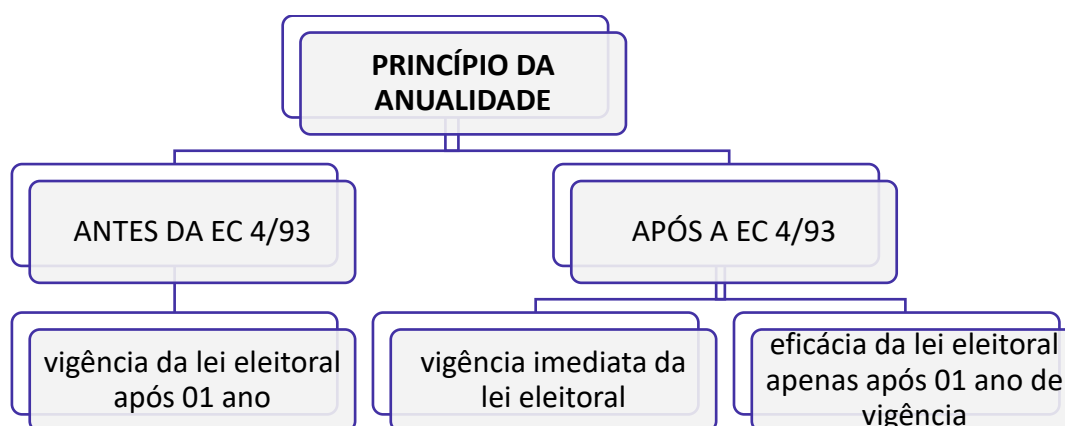 PRINCÍPIO DA
ANUALIDADE
ANTES DA EC 4/93
APÓS A EC 4/93
vigência da lei eleitoral
após 01 ano
vigência imediata da
lei eleitoral
eficácia da lei eleitoral
apenas após 01 ano de
vigência